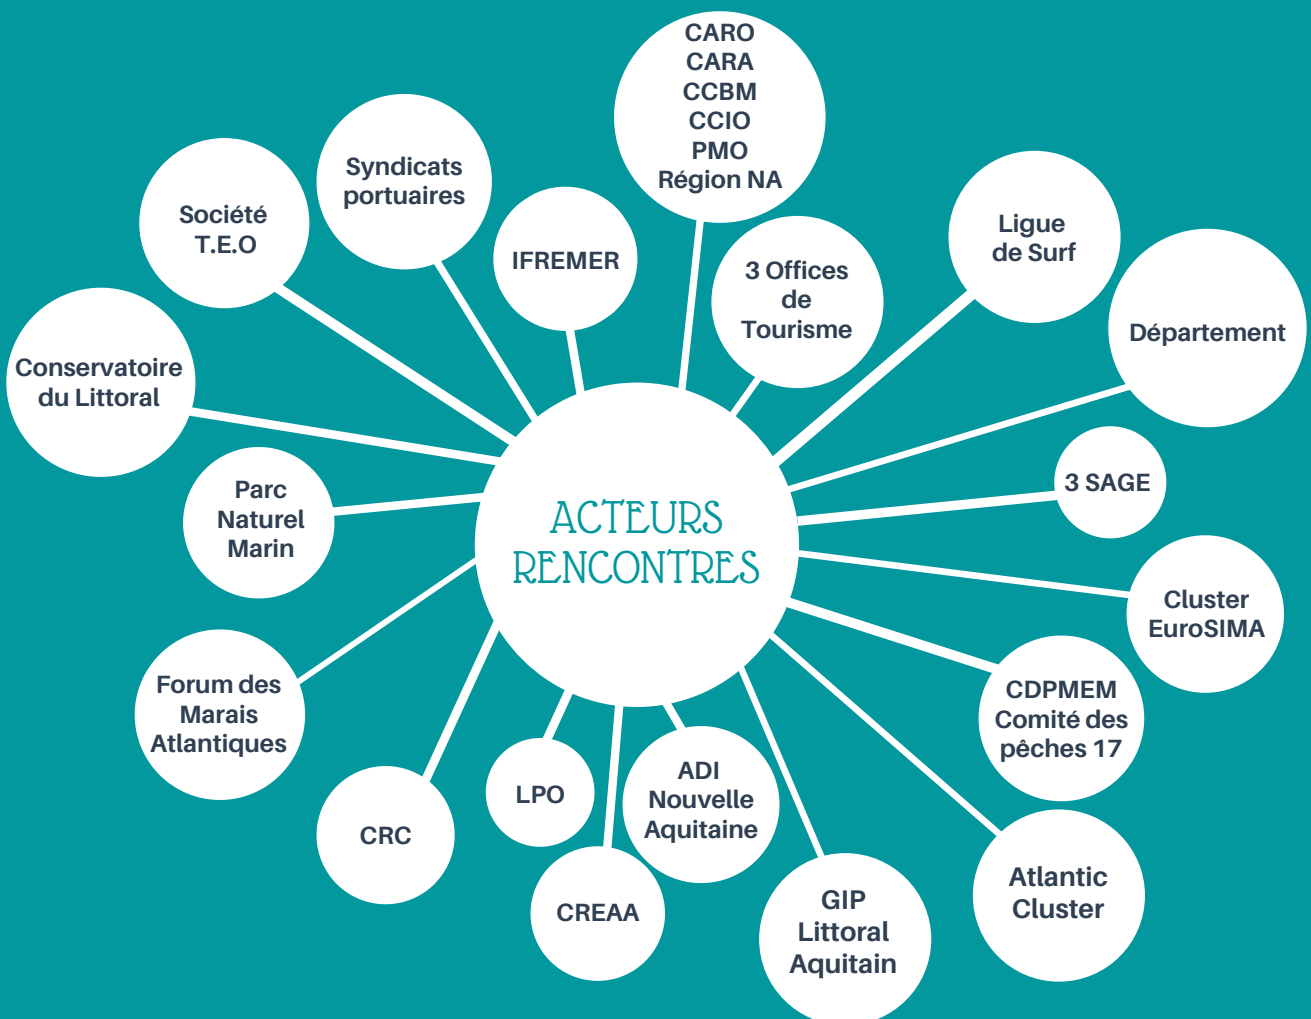 CARO
CARA
CCBM
CCIO
PMO
Région NA
Syndicats
portuaires
Société
T.E.O
IFREMER
3 Offices
de
Tourisme
Ligue
de Surf
Département
Conservatoire
du Littoral
Parc
Naturel
Marin
ACTEURS
RENCONTRES
3 SAGE
Cluster
EuroSIMA
Forum des
Marais
Atlantiques
CDPMEM
Comité des
pêches 17
CRC
LPO
ADI
Nouvelle
Aquitaine
CREAA
GIP
Littoral
Aquitain
Atlantic
Cluster